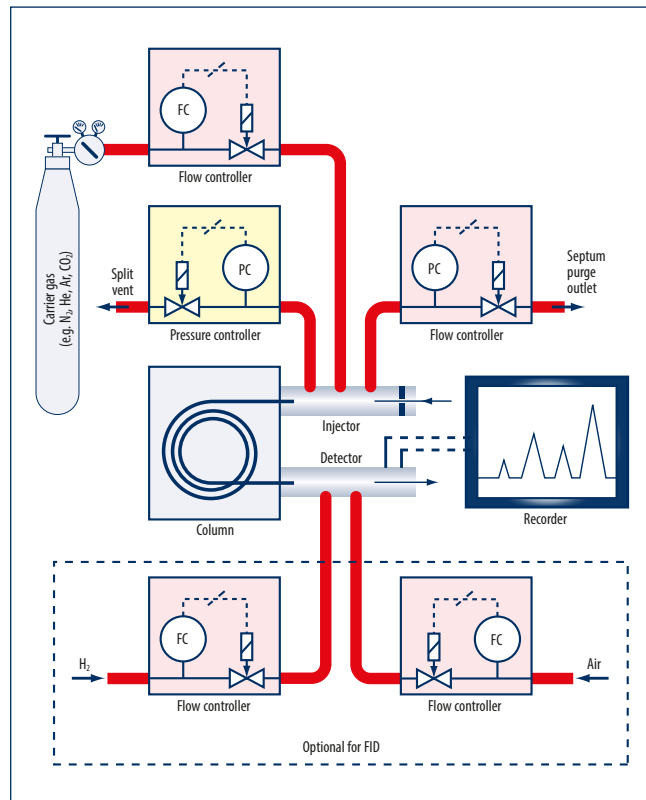 FC
Flow controller
Carrier gas
(e.g. N₂, He, Ar, CO₂)
Split
vent
PC
Pressure controller
PC
Flow controller
Septum
purge
outlet
Injector
Detector
Column
Recorder
FC
H₂
Flow controller
FC
Air
Flow controller
Optional for FID